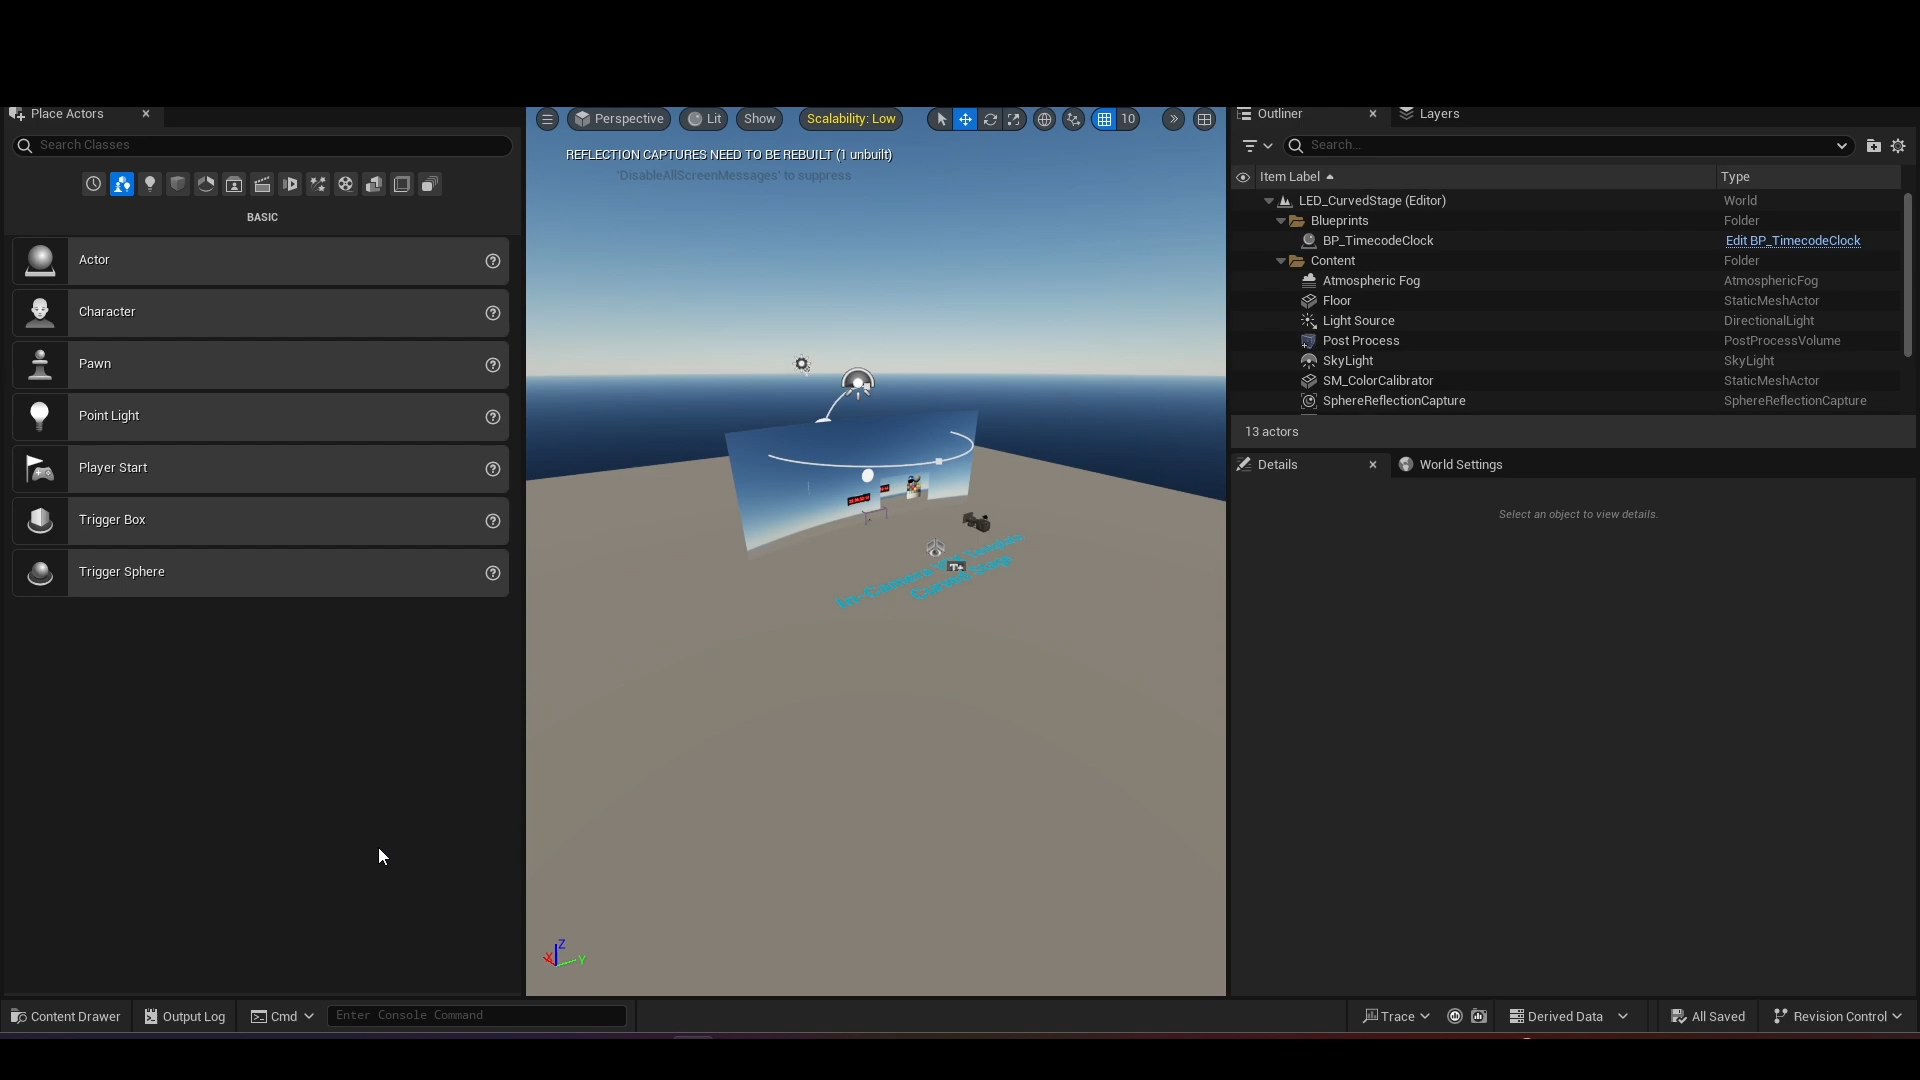 Place Actors
Search Classes
BASIC
Actor
Character
Pawn
Point Light
Player Start
Trigger Box
Trigger Sphere
Perspective
Lit
Show
Scalability: Low
10
REFLECTION CAPTURES NEED TO BE REBUILT (1 unbuilt)
'DisableAllScreenMessages' to suppress
Curved Stage
Z
X
Y
Outliner
Layers
Search...
Item Label Type
LED_CurvedStage (Editor) World
Blueprints Folder
BP_TimecodeClock Edit BP_TimecodeClock
Content Folder
Atmospheric Fog AtmosphericFog
Floor StaticMeshActor
Light Source DirectionalLight
Post Process PostProcessVolume
SkyLight SkyLight
SM_ColorCalibrator StaticMeshActor
SphereReflectionCapture SphereReflectionCapture
13 actors
Details
World Settings
Select an object to view details.
Content Drawer
Output Log
Cmd
Enter Console Command
Trace
Derived Data
All Saved
Revision Control